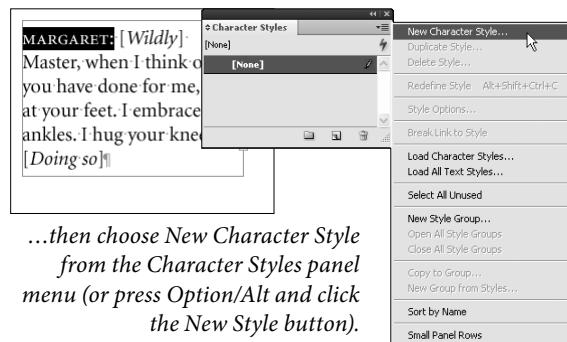 MARGARET: [Wildly]
Master, when I think o
you have done for me,
at your feet. I embrace
ankles. I hug your knee
[Doing so]¶
Character Styles
[None]
[None]
New Character Style...
Duplicate Style...
Delete Style...
Redefine Style Alt+Shift+Ctrl+C
Style Options...
Break Link to Style
Load Character Styles...
Load All Text Styles...
Select All Unused
New Style Group...
Open All Style Groups
Close All Style Groups
Copy to Group...
New Group from Styles...
Sort by Name
Small Panel Rows
…then choose New Character Style
from the Character Styles panel
menu (or press Option/Alt and click
the New Style button).